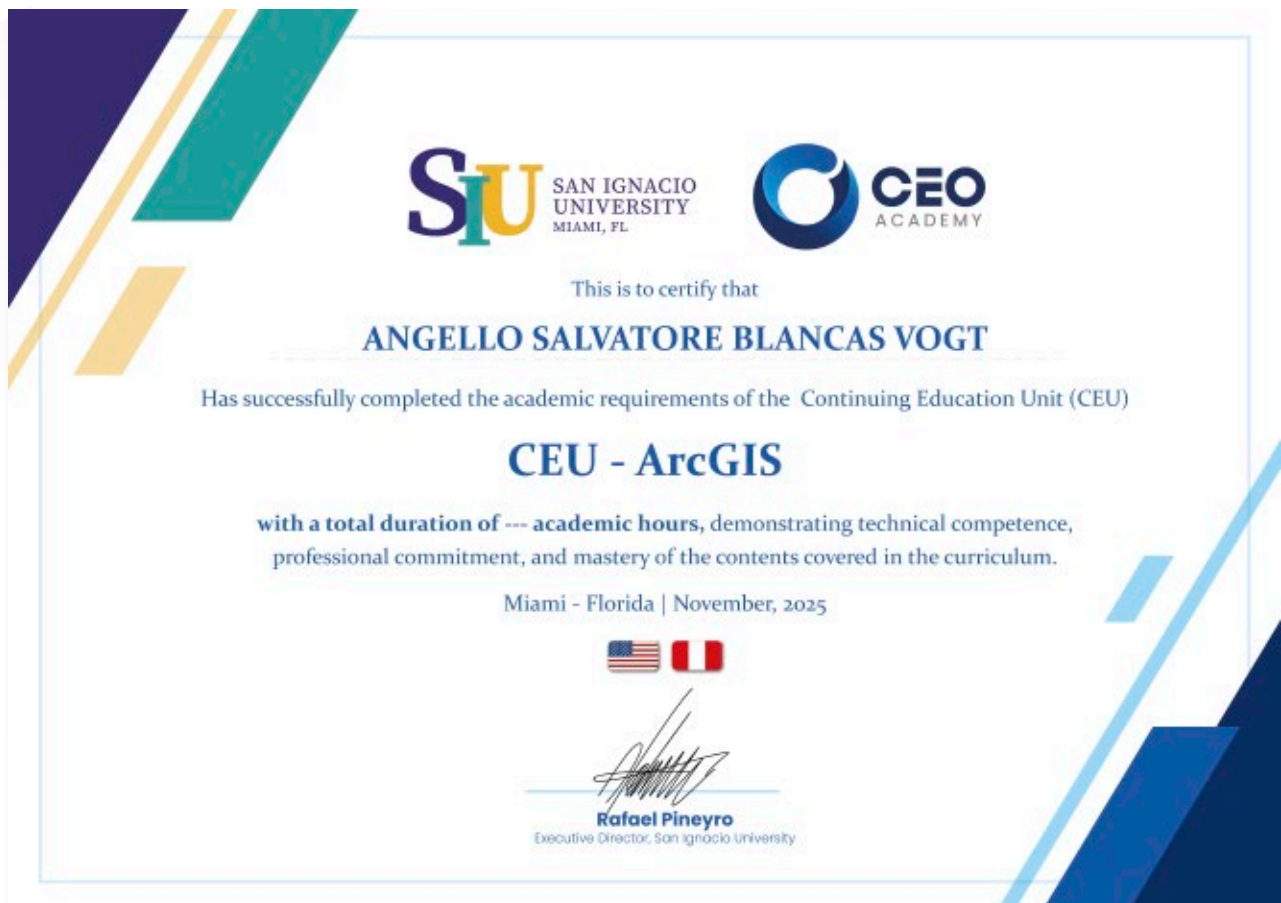 SIU SAN IGNACIO
UNIVERSITY
MIAMI, FL
CEO
ACADEMY
This is to certify that
ANGELLO SALVATORE BLANCAS VOGT
Has successfully completed the academic requirements of the Continuing Education Unit (CEU)
CEU - ArcGIS
with a total duration of --- academic hours, demonstrating technical competence,
professional commitment, and mastery of the contents covered in the curriculum.
Miami - Florida | November, 2025
Rafael Pineyro
Executive Director, San Ignacio University